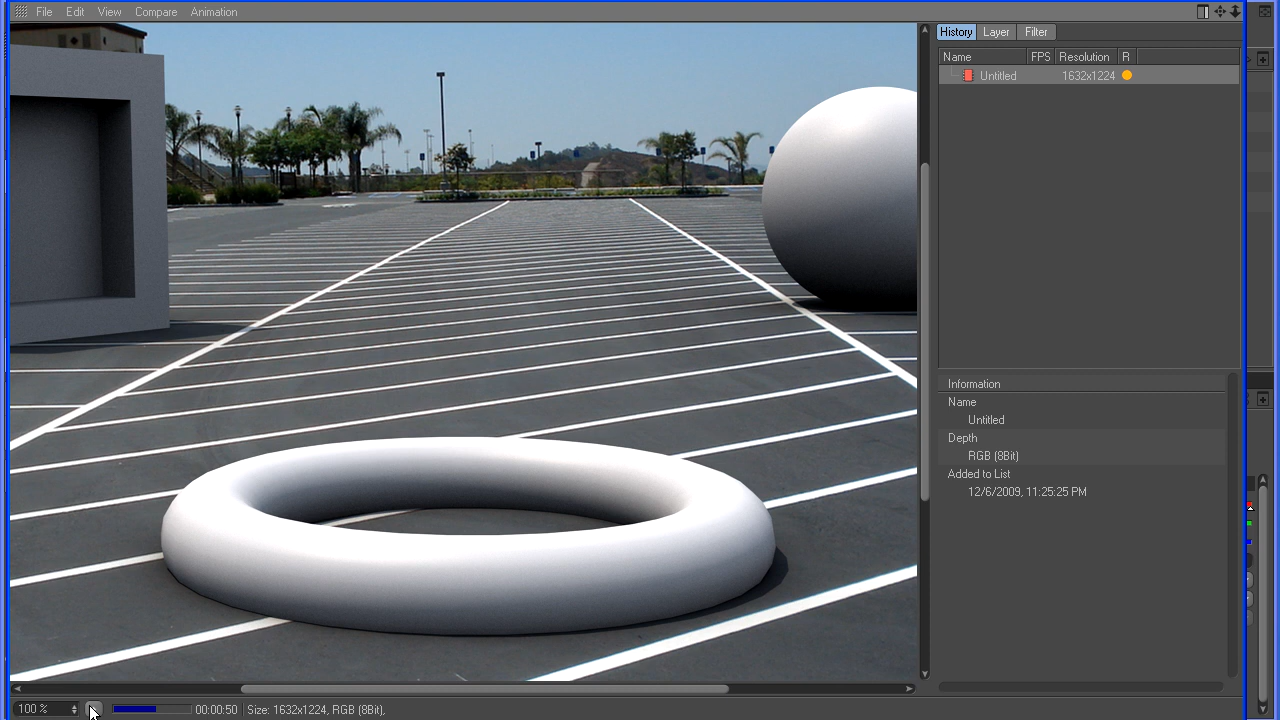 File Edit View Compare Animation
History Layer Filter
Name FPS Resolution R
Untitled 1632x1224
Information
Name
Untitled
Depth
RGB (8Bit)
Added to List
12/6/2009, 11:25:25 PM
100 % 00:00:50 Size: 1632x1224, RGB (8Bit),